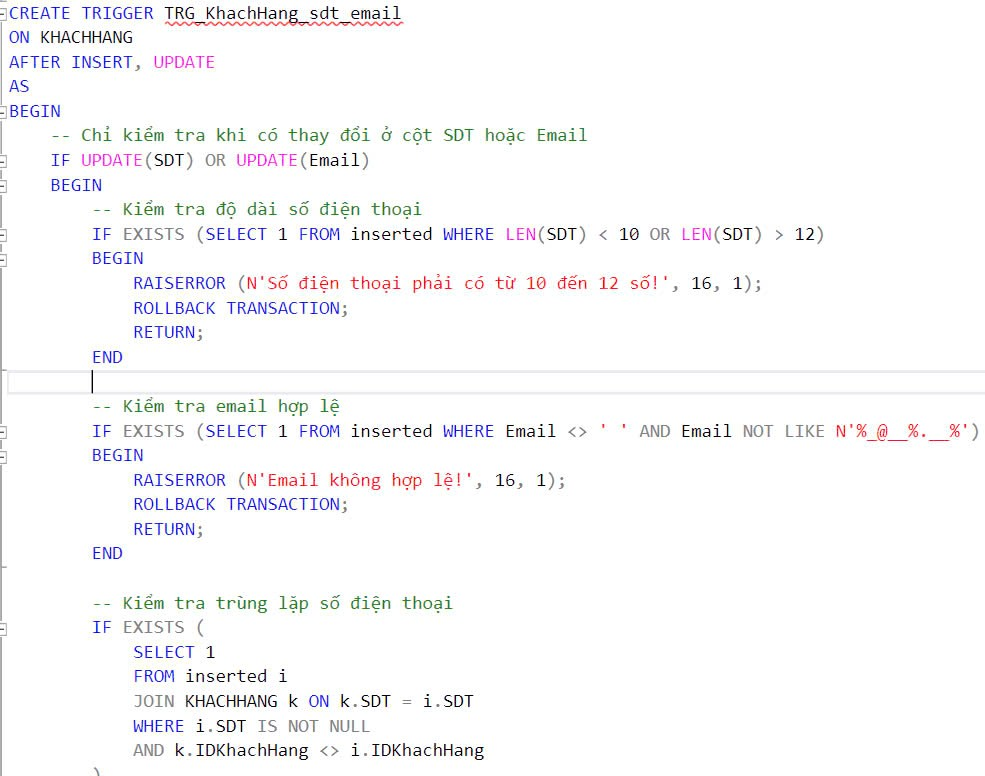 CREATE TRIGGER TRG_KhachHang_sdt_email
ON KHACHHANG
AFTER INSERT, UPDATE
AS
BEGIN
    -- Chỉ kiểm tra khi có thay đổi ở cột SDT hoặc Email
    IF UPDATE(SDT) OR UPDATE(Email)
    BEGIN
        -- Kiểm tra độ dài số điện thoại
        IF EXISTS (SELECT 1 FROM inserted WHERE LEN(SDT) < 10 OR LEN(SDT) > 12)
        BEGIN
            RAISERROR (N'Số điện thoại phải có từ 10 đến 12 số!', 16, 1);
            ROLLBACK TRANSACTION;
            RETURN;
        END
        -- Kiểm tra email hợp lệ
        IF EXISTS (SELECT 1 FROM inserted WHERE Email <> ' ' AND Email NOT LIKE N'%_@__%.__%')
        BEGIN
            RAISERROR (N'Email không hợp lệ!', 16, 1);
            ROLLBACK TRANSACTION;
            RETURN;
        END
        -- Kiểm tra trùng lặp số điện thoại
        IF EXISTS (
            SELECT 1
            FROM inserted i
            JOIN KHACHHANG k ON k.SDT = i.SDT
            WHERE i.SDT IS NOT NULL
            AND k.IDKhachHang <> i.IDKhachHang
        )